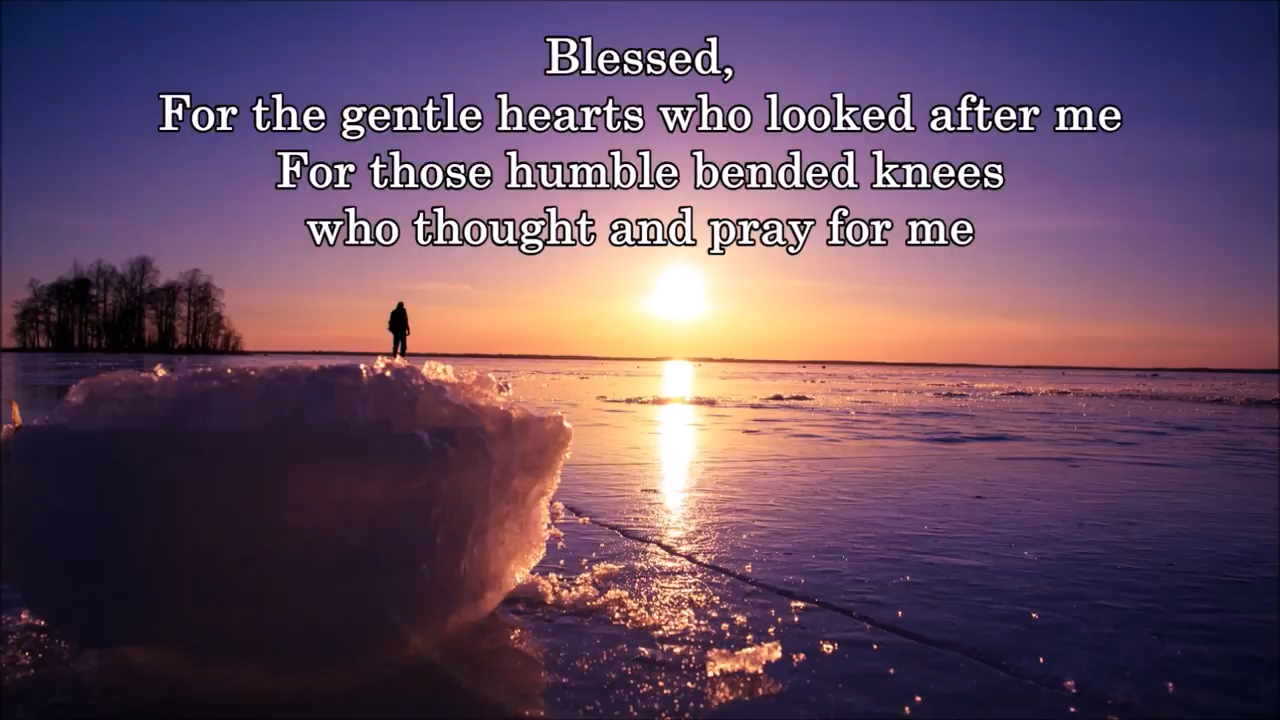 Blessed,
For the gentle hearts who looked after me
For those humble bended knees
who thought and pray for me